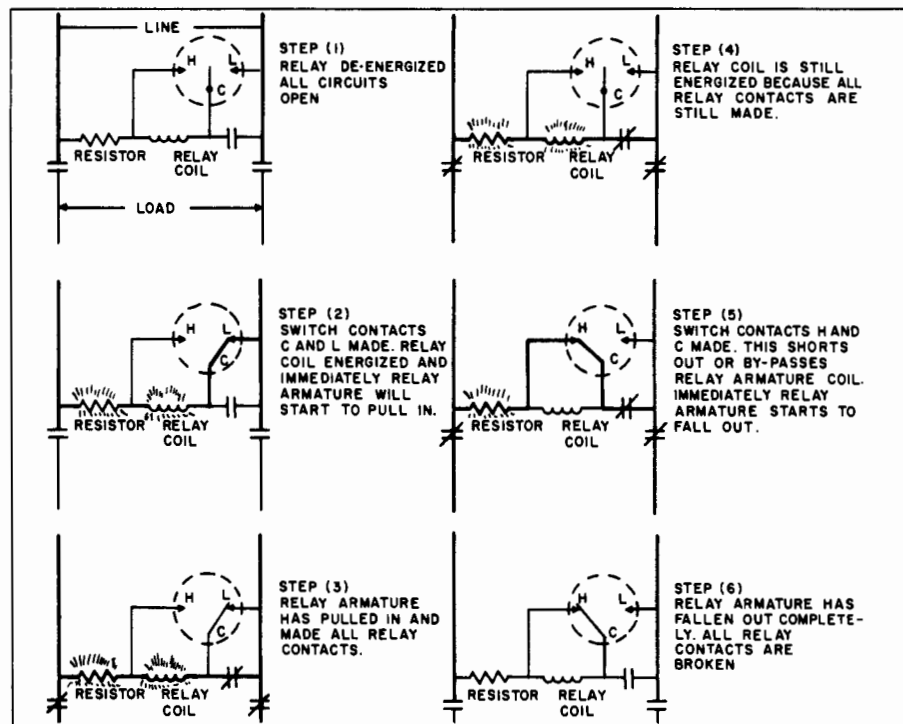 LINE
H
L
C
RESISTOR
RELAY
COIL
LOAD
STEP (1)
RELAY DE-ENERGIZED
ALL CIRCUITS
OPEN
H
L
C
RESISTOR
RELAY
COIL
STEP (2)
SWITCH CONTACTS
C AND L MADE. RELAY
COIL ENERGIZED AND
IMMEDIATELY RELAY
ARMATURE WILL
START TO PULL IN.
H
L
C
RESISTOR
RELAY
COIL
STEP (3)
RELAY ARMATURE
HAS PULLED IN AND
MADE ALL RELAY
CONTACTS.
H
L
C
RESISTOR
RELAY
COIL
STEP (4)
RELAY COIL IS STILL
ENERGIZED BECAUSE ALL
RELAY CONTACTS ARE
STILL MADE.
H
L
C
RESISTOR
RELAY
COIL
STEP (5)
SWITCH CONTACTS H AND
C MADE. THIS SHORTS
OUT OR BY-PASSES
RELAY ARMATURE COIL.
IMMEDIATELY RELAY
ARMATURE STARTS TO
FALL OUT.
H
L
C
RESISTOR
RELAY
COIL
STEP (6)
RELAY ARMATURE HAS
FALLEN OUT COMPLETE-
LY. ALL RELAY
CONTACTS ARE
BROKEN